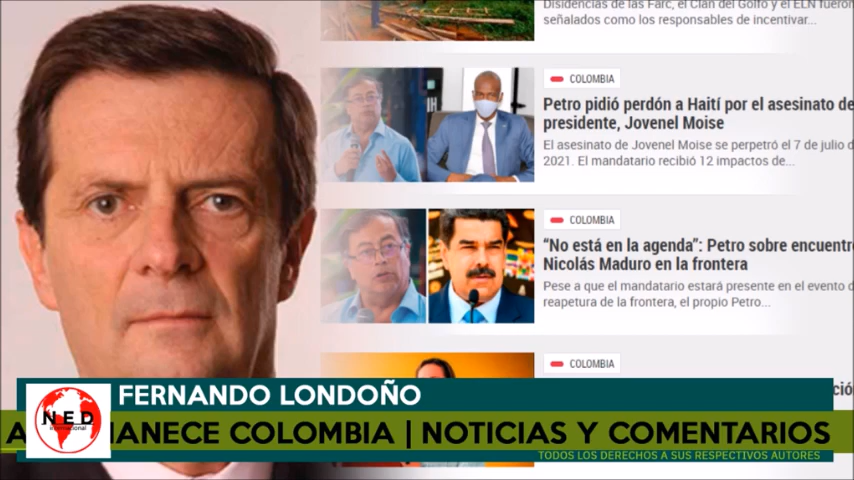 Disidencias de las Farc, el Clan del Golfo y el ELN fueron
señalados como los responsables de incentivar...
COLOMBIA
Petro pidió perdón a Haití por el asesinato de
presidente, Jovenel Moise
El asesinato de Jovenel Moise se perpetró el 7 de julio de
2021. El mandatario recibió 12 impactos de...
COLOMBIA
“No está en la agenda”: Petro sobre encuentro
Nicolás Maduro en la frontera
Pese a que el mandatario estará presente en el evento de
reapetura de la frontera, el propio Petro...
COLOMBIA
FERNANDO LONDOÑO
NED
International
A MANECE COLOMBIA | NOTICIAS Y COMENTARIOS
TODOS LOS DERECHOS A SUS RESPECTIVOS AUTORES